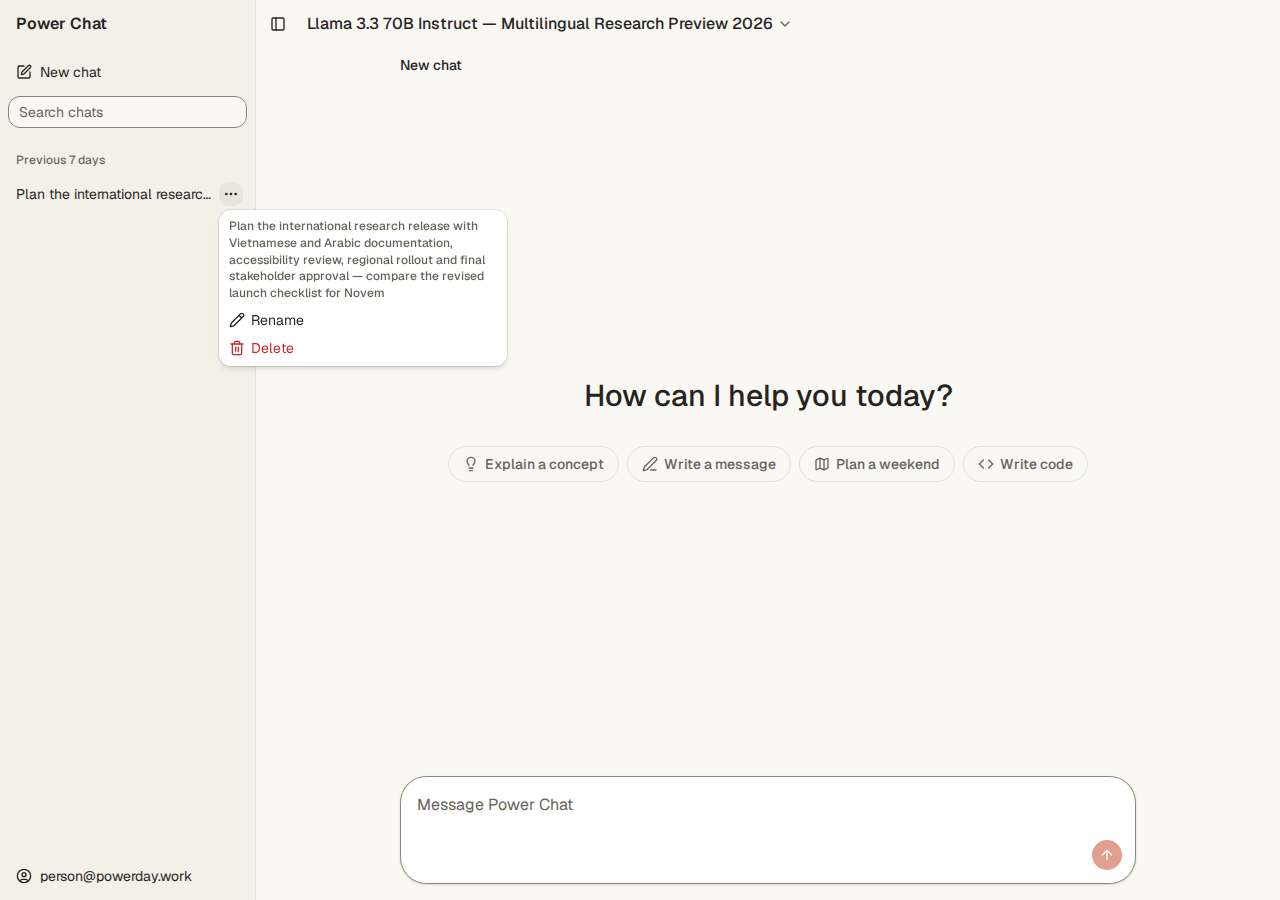 Power Chat
New chat
Search chats
Previous 7 days
Plan the international researc...
Plan the international research release with
Vietnamese and Arabic documentation,
accessibility review, regional rollout and final
stakeholder approval — compare the revised
launch checklist for Novem
Rename
Delete
person@powerday.work
Llama 3.3 70B Instruct — Multilingual Research Preview 2026
New chat
How can I help you today?
Explain a concept
Write a message
Plan a weekend
Write code
Message Power Chat